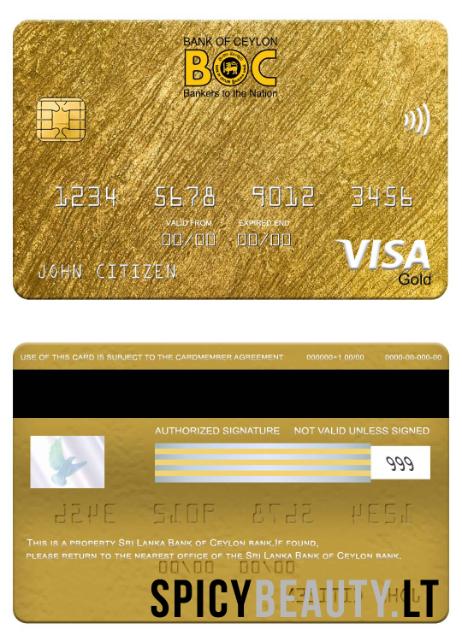 BANK OF CEYLON
BOC
Bankers to the Nation
1234 5678 9012 3456
VALID FROM EXPIRED END
00/00 00/00
JOHN CITIZEN
VISA
Gold
USE OF THIS CARD IS SUBJECT TO THE CARDMEMBER AGREEMENT 000000+1 00/00 0000-00-000-00
AUTHORIZED SIGNATURE NOT VALID UNLESS SIGNED
999
THIS IS A PROPERTY SRI LANKA BANK OF CEYLON BANK.IF FOUND,
PLEASE RETURN TO THE NEAREST OFFICE OF THE SRI LANKA BANK OF CEYLON BANK.
00/00 00/00
SPICYBEAUTY.LT